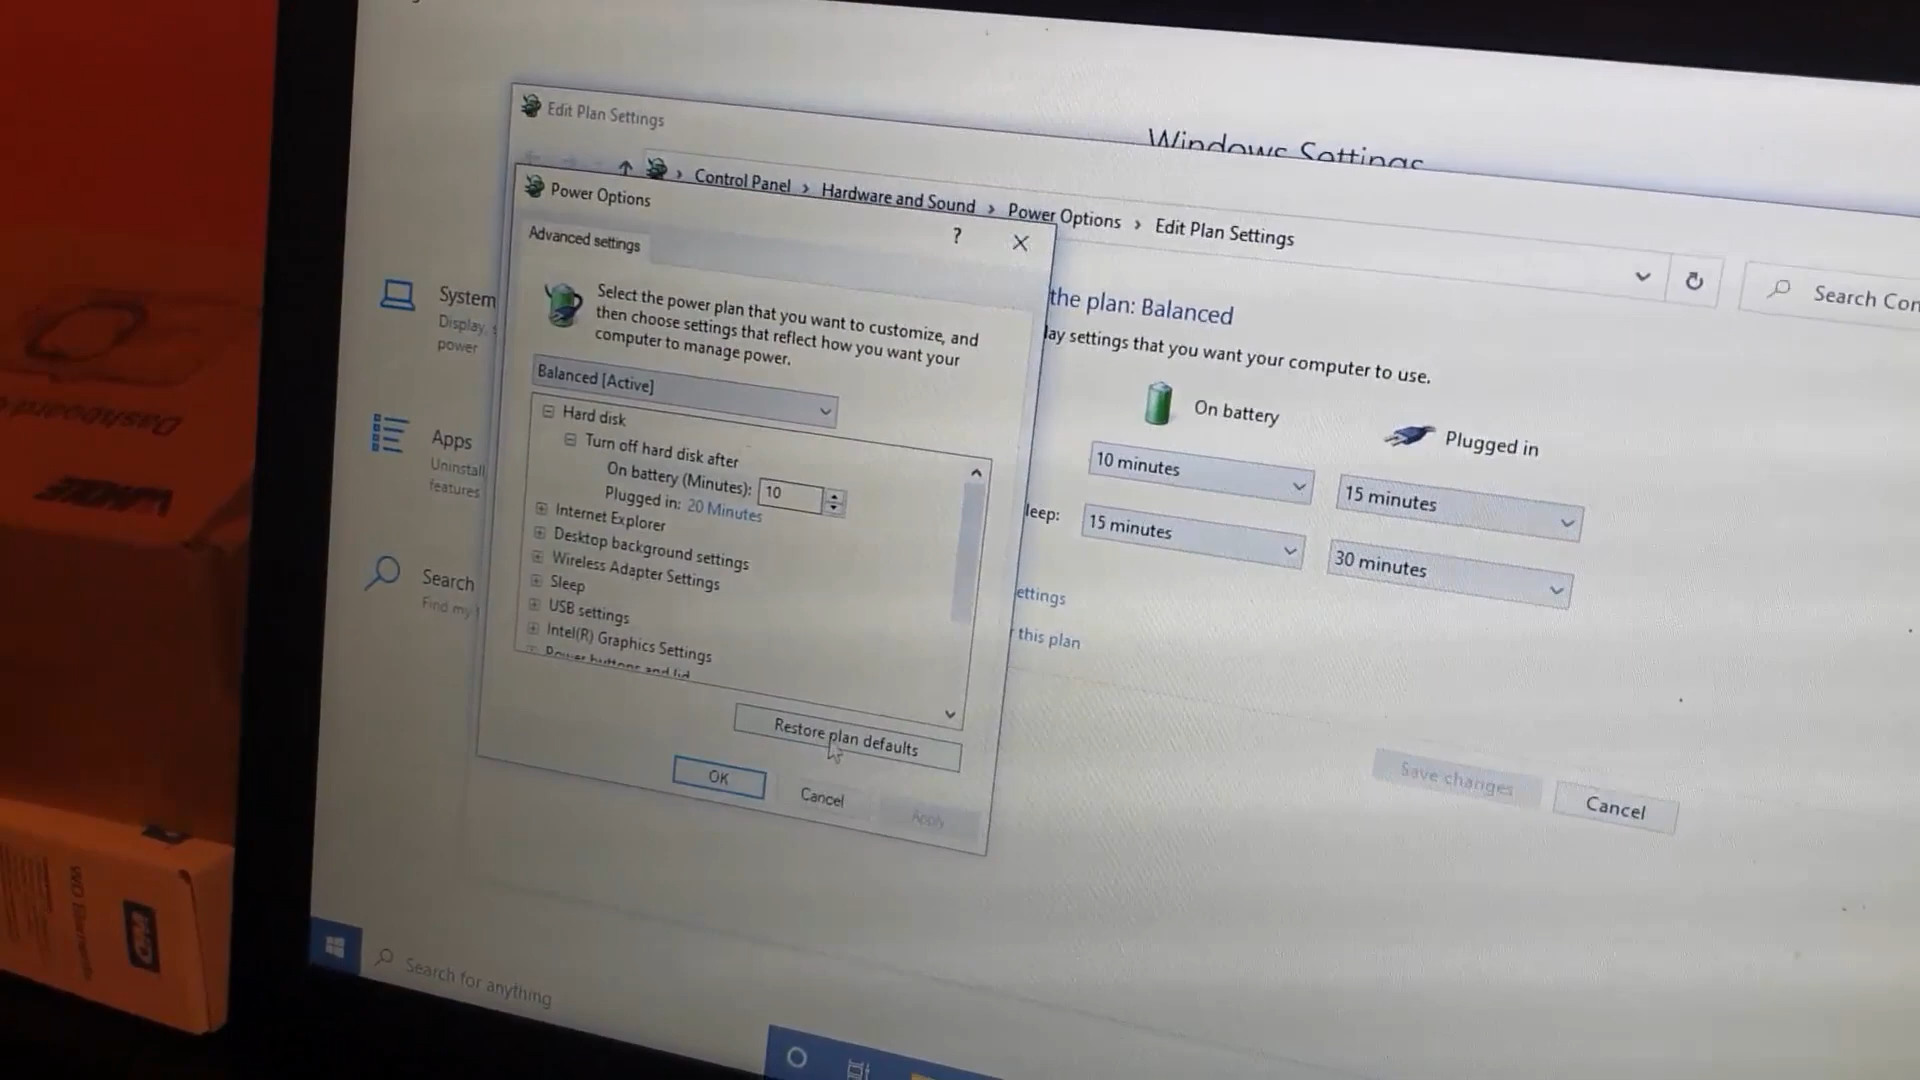 Windows Settings
Edit Plan Settings
Control Panel > Hardware and Sound > Power Options > Edit Plan Settings
Search Con
Power Options
?
Advanced settings
Select the power plan that you want to customize, and
then choose settings that reflect how you want your
computer to manage power.
Balanced [Active]
Hard disk
Turn off hard disk after
On battery (Minutes): 10
Plugged in: 20 Minutes
Internet Explorer
Desktop background settings
Wireless Adapter Settings
Sleep
USB settings
Intel(R) Graphics Settings
Power buttons and lid
Restore plan defaults
OK
Cancel
Apply
the plan: Balanced
lay settings that you want your computer to use.
On battery
Plugged in
10 minutes
15 minutes
leep:
15 minutes
30 minutes
ettings
this plan
Save changes
Cancel
System
Display, s
power
Apps
Uninstall
features
Search
Find my
Search for anything
Dashboard
WD Elements
WD